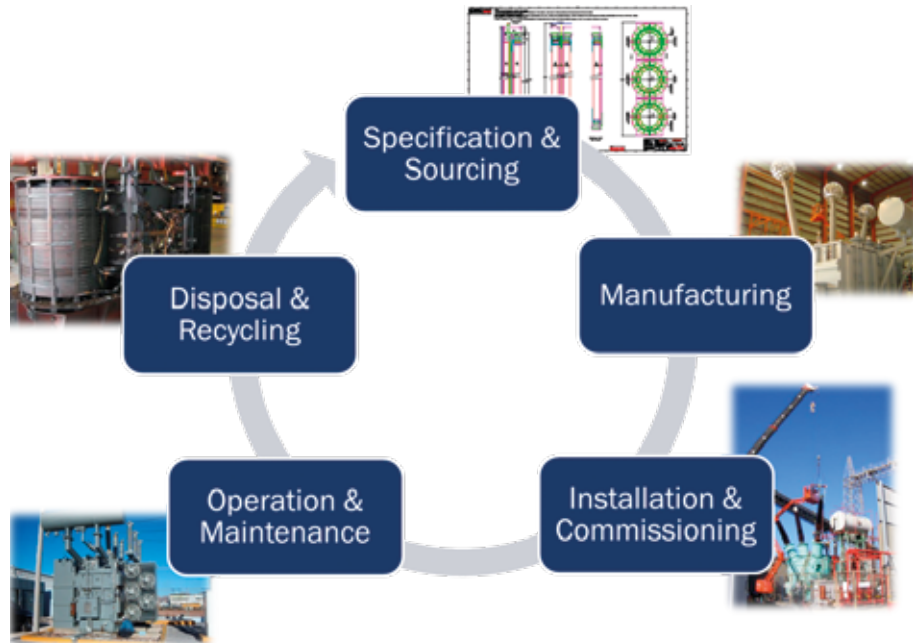 Specification &
Sourcing
Manufacturing
Installation &
Commissioning
Operation &
Maintenance
Disposal &
Recycling